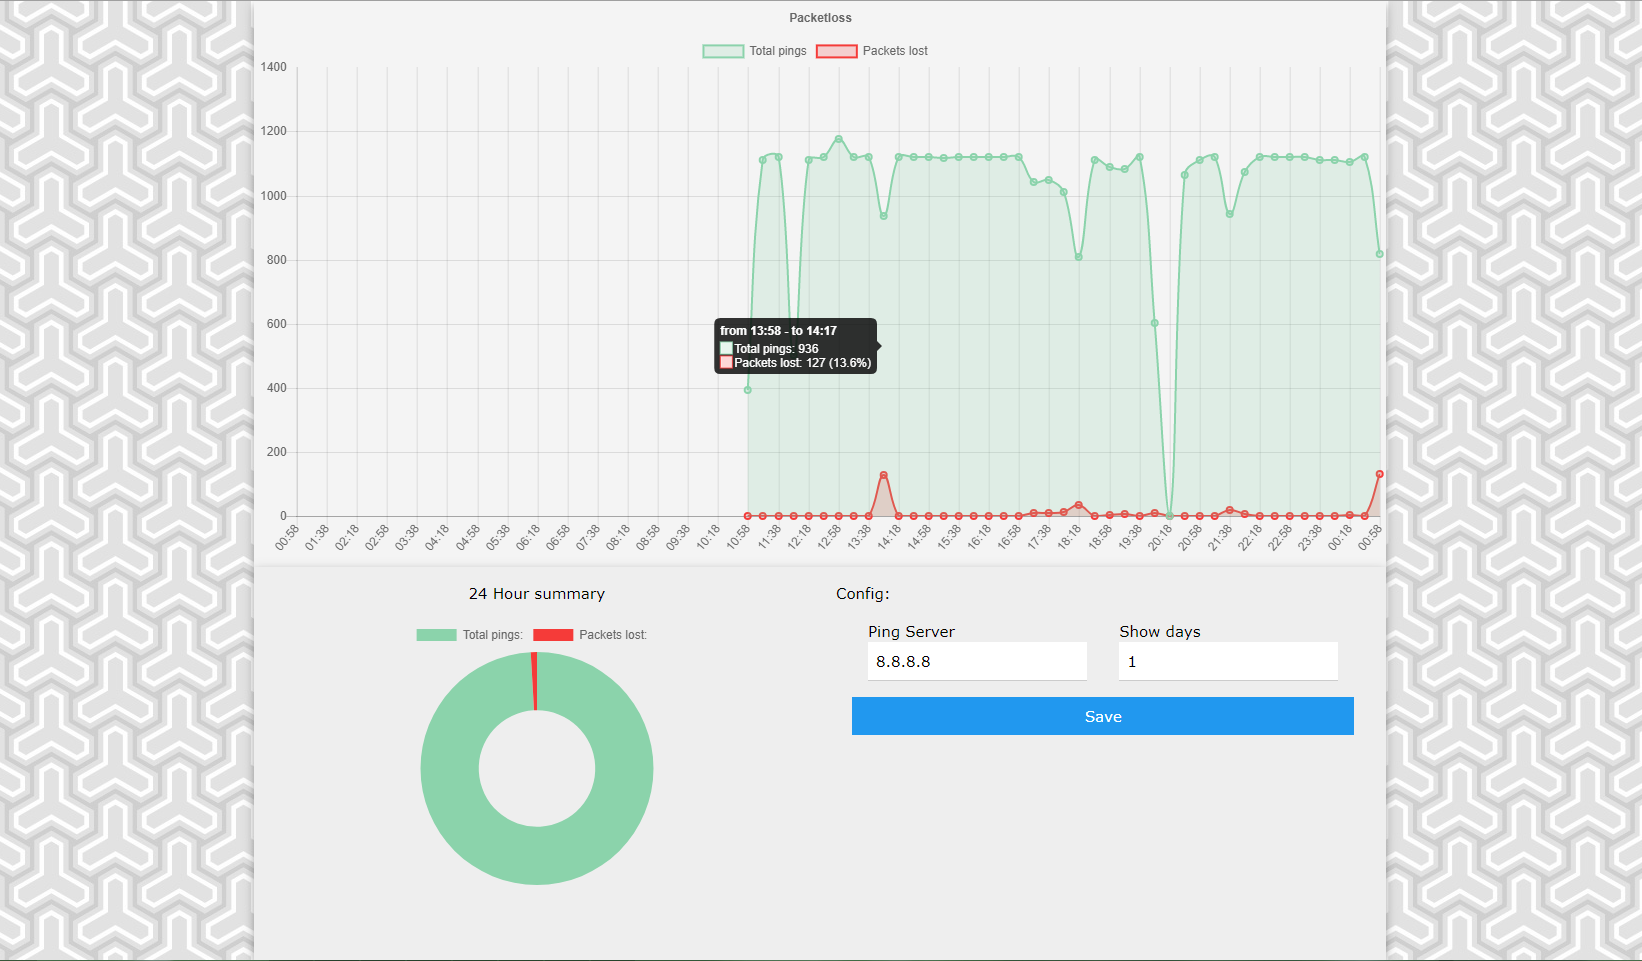 Packetloss
Total pings Packets lost
1400
1200
1000
800
600
400
200
0
from 13:58 - to 14:17
Total pings: 936
Packets lost: 127 (13.6%)
00:58 01:38 02:18 02:58 03:38 04:18 04:58 05:38 06:18 06:58 07:38 08:18 08:58 09:38 10:18 10:58 11:38 12:18 12:58 13:38 14:18 14:58 15:38 16:18 16:58 17:38 18:18 18:58 19:38 20:18 20:58 21:38 22:18 22:58 23:38 00:18 00:58
24 Hour summary
Total pings: Packets lost:
Config:
Ping Server Show days
8.8.8.8 1
Save